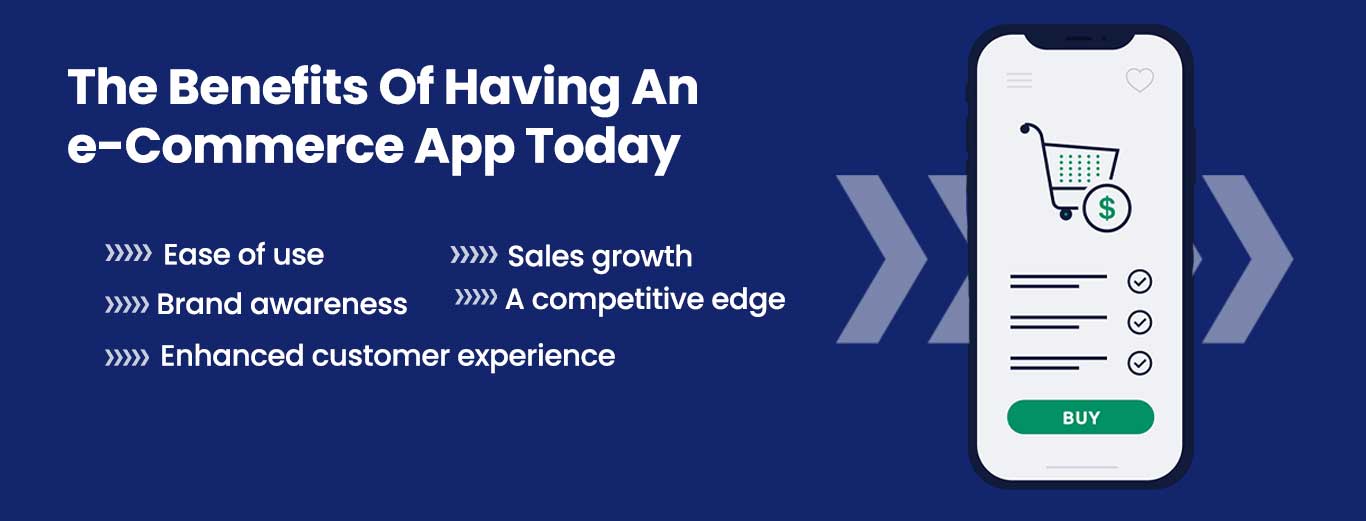 The Benefits Of Having An
e-Commerce App Today
Ease of use
Sales growth
Brand awareness
A competitive edge
Enhanced customer experience
$
BUY